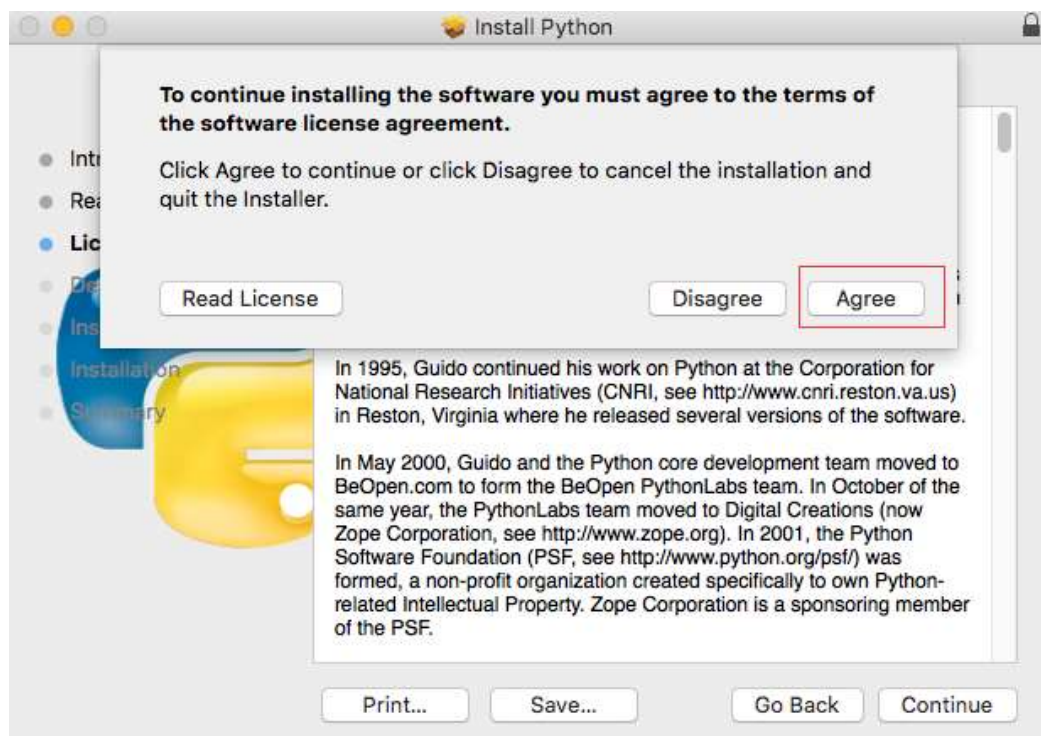 Install Python
To continue installing the software you must agree to the terms of
the software license agreement.
Click Agree to continue or click Disagree to cancel the installation and
quit the Installer.
Read License
Disagree
Agree
Lic
Installation
Summary
In 1995, Guido continued his work on Python at the Corporation for
National Research Initiatives (CNRI, see http://www.cnri.reston.va.us)
in Reston, Virginia where he released several versions of the software.
In May 2000, Guido and the Python core development team moved to
BeOpen.com to form the BeOpen PythonLabs team. In October of the
same year, the PythonLabs team moved to Digital Creations (now
Zope Corporation, see http://www.zope.org). In 2001, the Python
Software Foundation (PSF, see http://www.python.org/psf/) was
formed, a non-profit organization created specifically to own Python-
related Intellectual Property. Zope Corporation is a sponsoring member
of the PSF.
Print...
Save...
Go Back
Continue